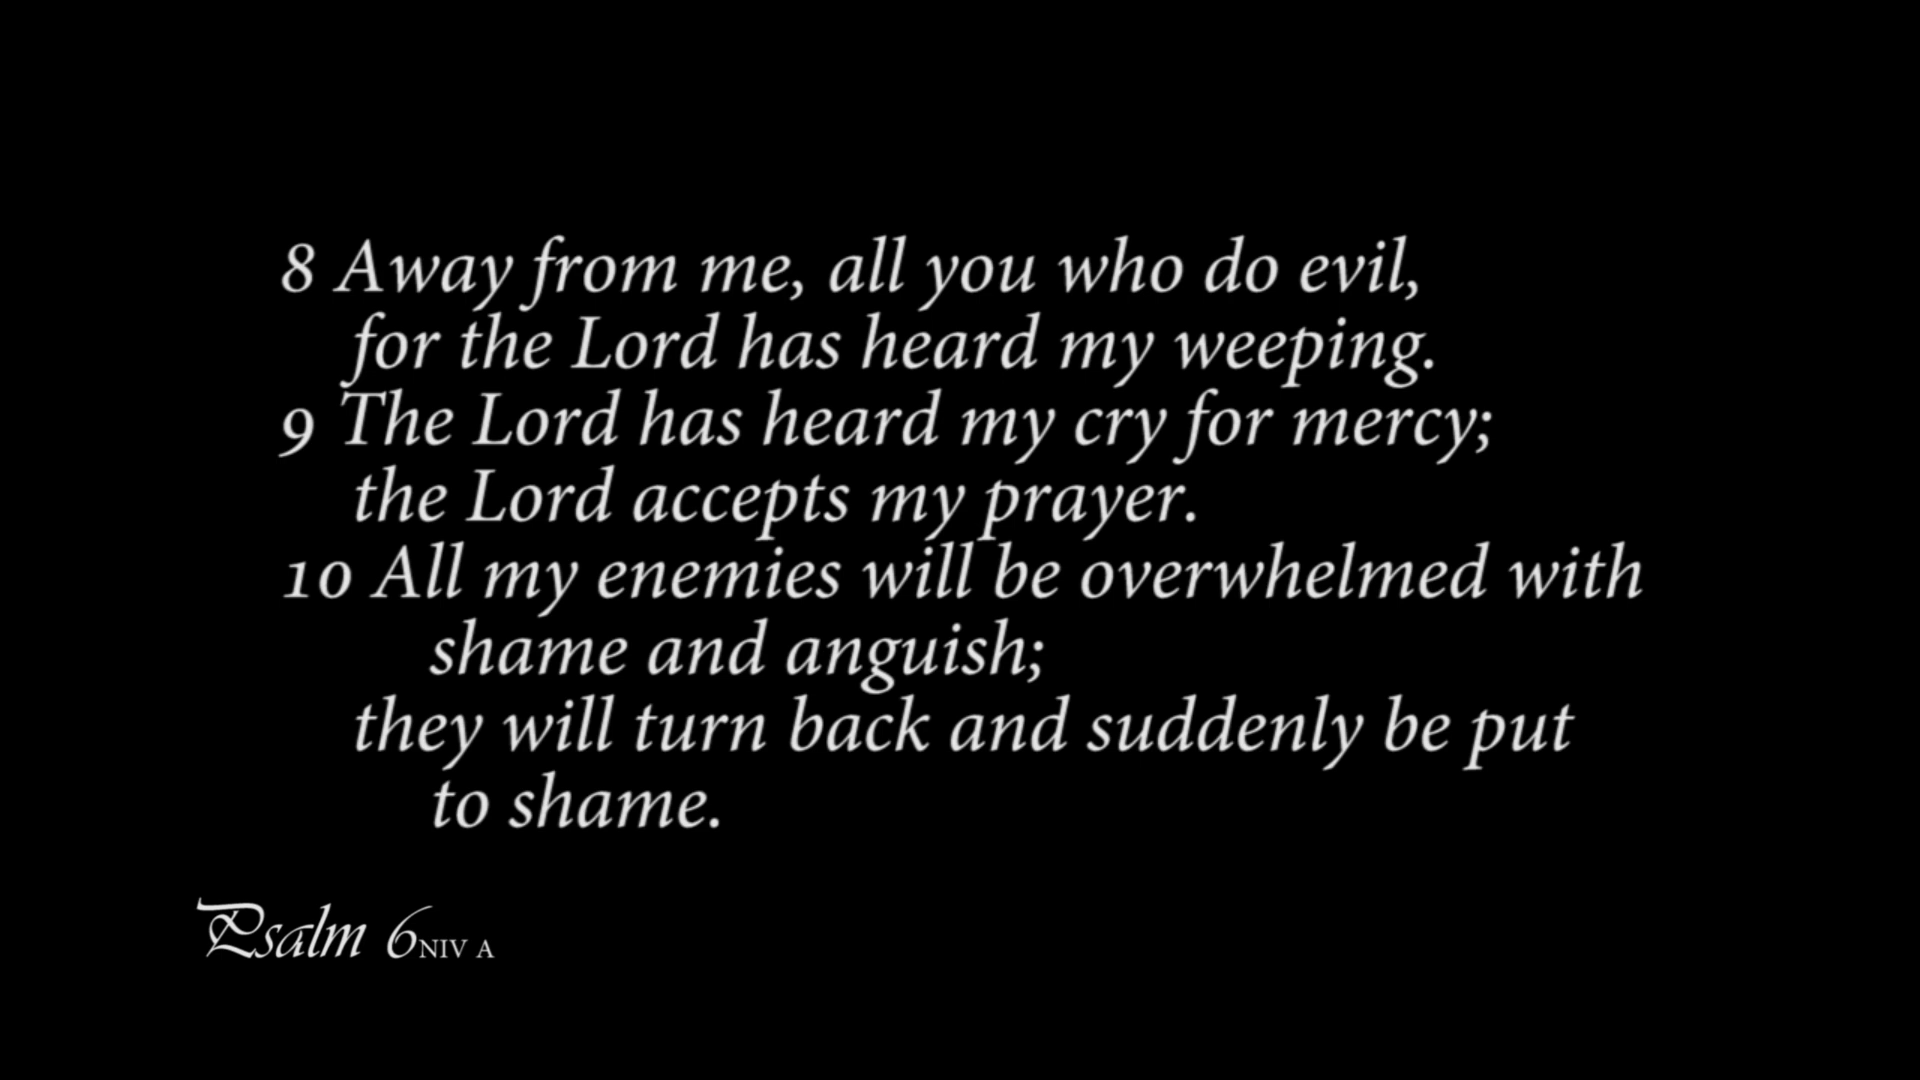 8 Away from me, all you who do evil,
for the Lord has heard my weeping.
9 The Lord has heard my cry for mercy;
the Lord accepts my prayer.
10 All my enemies will be overwhelmed with
shame and anguish;
they will turn back and suddenly be put
to shame.
Psalm 6 NIV A